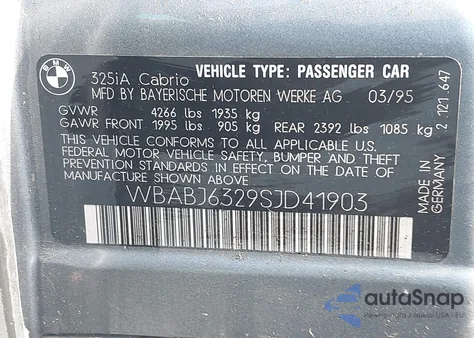 BMW
325iA Cabrio VEHICLE TYPE: PASSENGER CAR
MFD BY BAYERISCHE MOTOREN WERKE AG 03/95
GVWR 4266 lbs 1935 kg
GAWR FRONT 1995 lbs 905 kg REAR 2392 lbs 1085 kg
THIS VEHICLE CONFORMS TO ALL APPLICABLE U.S.
FEDERAL MOTOR VEHICLE SAFETY, BUMPER AND THEFT
PREVENTION STANDARDS IN EFFECT ON THE DATE
OF MANUFACTURE SHOWN ABOVE.
WBABJ6329SJD41903
2 121.647
MADE IN
GERMANY
autoSnap